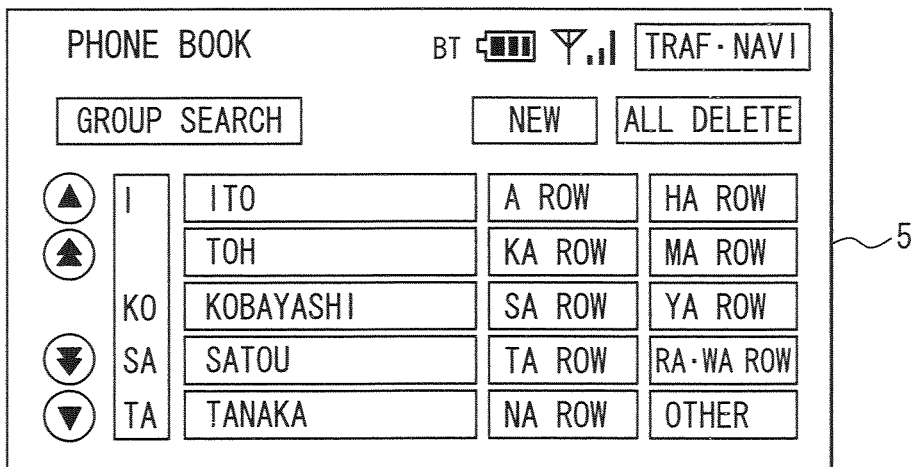 PHONE BOOK BT TRAF·NAVI
GROUP SEARCH NEW ALL DELETE
I ITO A ROW HA ROW
TOH KA ROW MA ROW
5
KO KOBAYASHI SA ROW YA ROW
SA SATOU TA ROW RA·WA ROW
TA TANAKA NA ROW OTHER